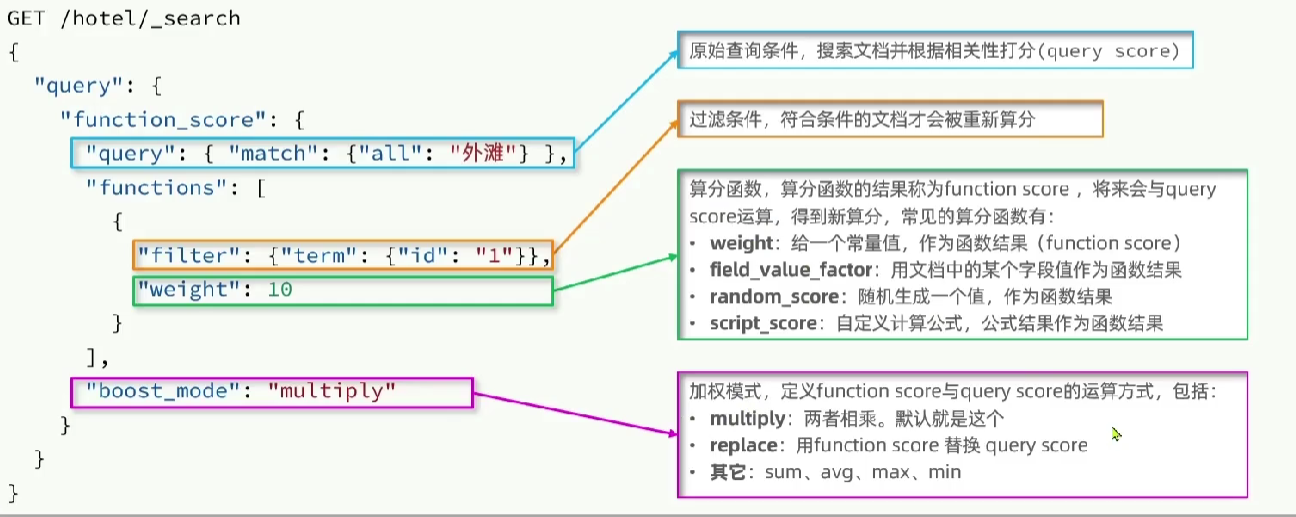 GET /hotel/_search
{
"query": {
"function_score": {
"query": { "match": {"all": "外滩"} },
"functions": [
{
"filter": {"term": {"id": "1"}},
"weight": 10
}
],
"boost_mode": "multiply"
}
}
}
原始查询条件，搜索文档并根据相关性打分(query score)
过滤条件，符合条件的文档才会被重新算分
算分函数，算分函数的结果称为function score ，将来会与query
score运算，得到新算分，常见的算分函数有：
• weight：给一个常量值，作为函数结果（function score）
• field_value_factor：用文档中的某个字段值作为函数结果
• random_score：随机生成一个值，作为函数结果
• script_score：自定义计算公式，公式结果作为函数结果
加权模式，定义function score与query score的运算方式，包括：
• multiply：两者相乘。默认就是这个
• replace：用function score 替换 query score
• 其它：sum、avg、max、min